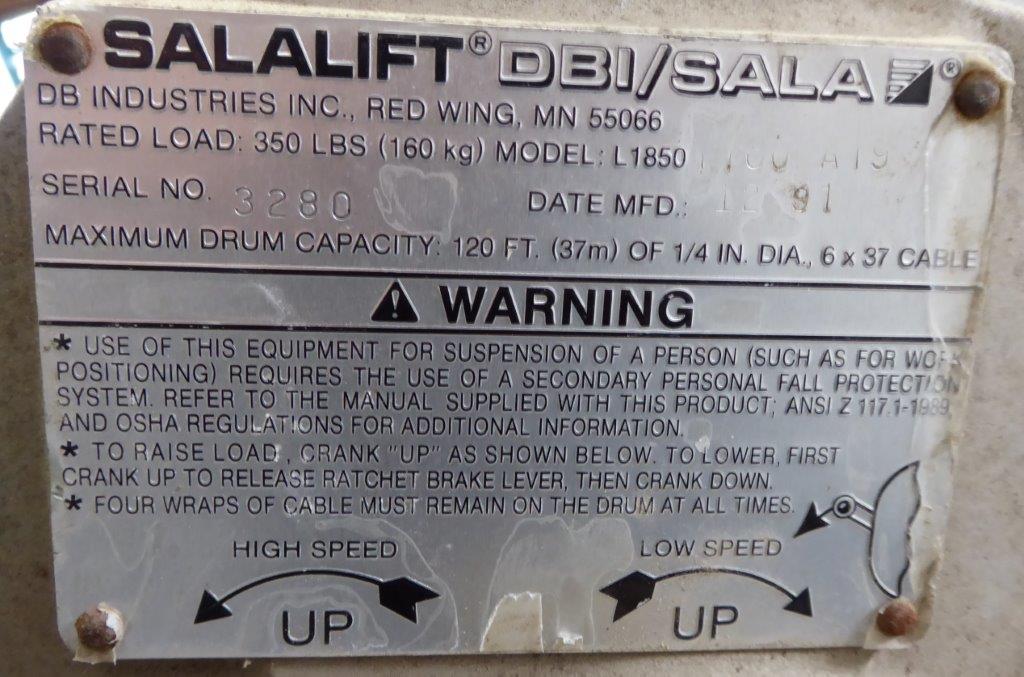 SALALIFT® DBI/SALA ®
DB INDUSTRIES INC., RED WING, MN 55066
RATED LOAD: 350 LBS (160 kg) MODEL: L1850
SERIAL NO. 3280 DATE MFD.: 12 91
MAXIMUM DRUM CAPACITY: 120 FT. (37m) OF 1/4 IN. DIA., 6 x 37 CABLE
WARNING
* USE OF THIS EQUIPMENT FOR SUSPENSION OF A PERSON (SUCH AS FOR WORK
POSITIONING) REQUIRES THE USE OF A SECONDARY PERSONAL FALL PROTECTION
SYSTEM. REFER TO THE MANUAL SUPPLIED WITH THIS PRODUCT; ANSI Z 117.1-1989,
AND OSHA REGULATIONS FOR ADDITIONAL INFORMATION.
* TO RAISE LOAD, CRANK "UP" AS SHOWN BELOW. TO LOWER, FIRST
CRANK UP TO RELEASE RATCHET BRAKE LEVER, THEN CRANK DOWN.
* FOUR WRAPS OF CABLE MUST REMAIN ON THE DRUM AT ALL TIMES.
HIGH SPEED LOW SPEED
UP UP